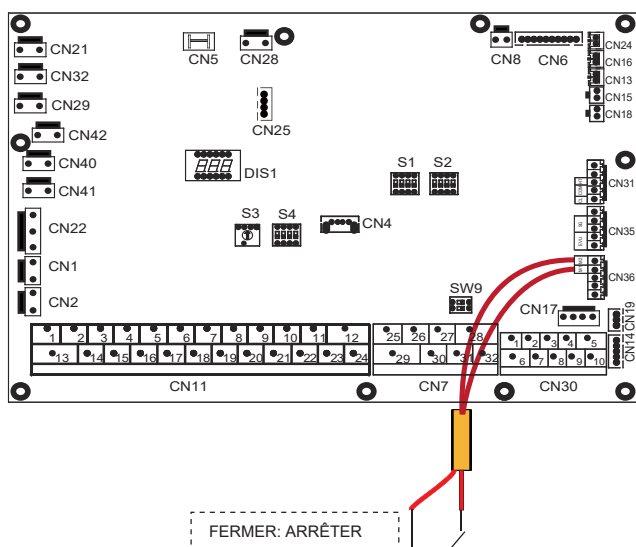 CN21
CN32
CN29
CN42
CN40
CN41
CN22
CN1
CN2
CN5
CN28
CN25
DIS1
S3
S4
CN4
S1
S2
SW9
CN8
CN6
CN24
CN16
CN13
CN15
CN18
CN31
CN35
SG
EVU
CN36
CN17
CN19
CN14
1 2 3 4 5 6 7 8 9 10 11 12
13 14 15 16 17 18 19 20 21 22 23 24
CN11
25 26 27 28
29 30 31 32
CN7
1 2 3 4 5
6 7 8 9 10
CN30
FERMER: ARRÊTER